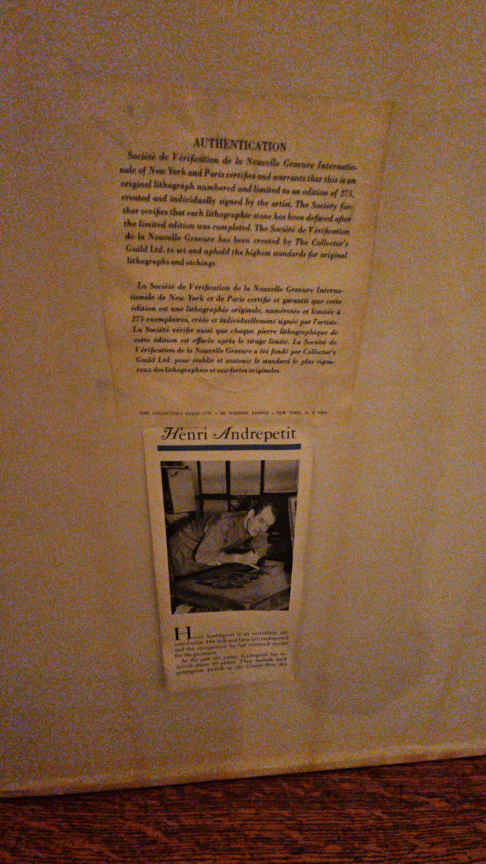 AUTHENTICATION
Société de Vérification de la Nouvelle Gravure Internatio-
nale of New York and Paris certifies and warrants that this is an
original lithograph numbered and limited to an edition of 275,
created and individually signed by the artist. The Society fur-
ther verifies that each lithographic stone has been defaced after
the limited edition was completed. The Société de Vérification
de la Nouvelle Gravure has been created by The Collector's
Guild Ltd. to set and uphold the highest standards for original
lithographs and etchings.
La Société de Vérification de la Nouvelle Gravure Interna-
tionale de New York et de Paris certifie et garantit que cette
édition est une lithographie originale, numérotée et limitée à
275 exemplaires, créée et individuellement signée par l'artiste.
La Société vérifie aussi que chaque pierre lithographique de
cette édition est effacée après le tirage limité. La Société de
Vérification de la Nouvelle Gravure a été fondé par Collector's
Guild Ltd. pour établir et soutenir le standard le plus rigou-
reux des lithographies et eaux-fortes originales.
THE COLLECTOR'S GUILD LTD. NEW YORK, N. Y.
Henri Andrepetit